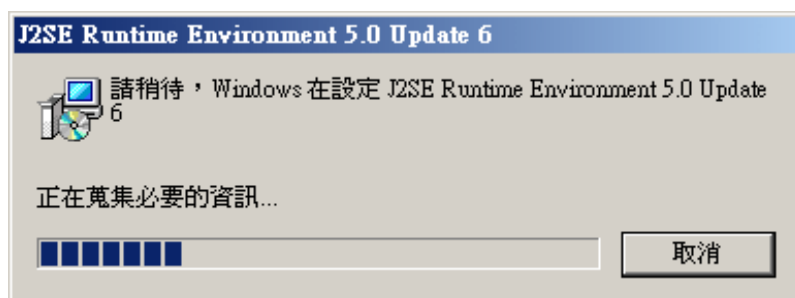 J2SE Runtime Environment 5.0 Update 6
請稍待，Windows 在設定 J2SE Runtime Environment 5.0 Update
6
正在蒐集必要的資訊...
取消